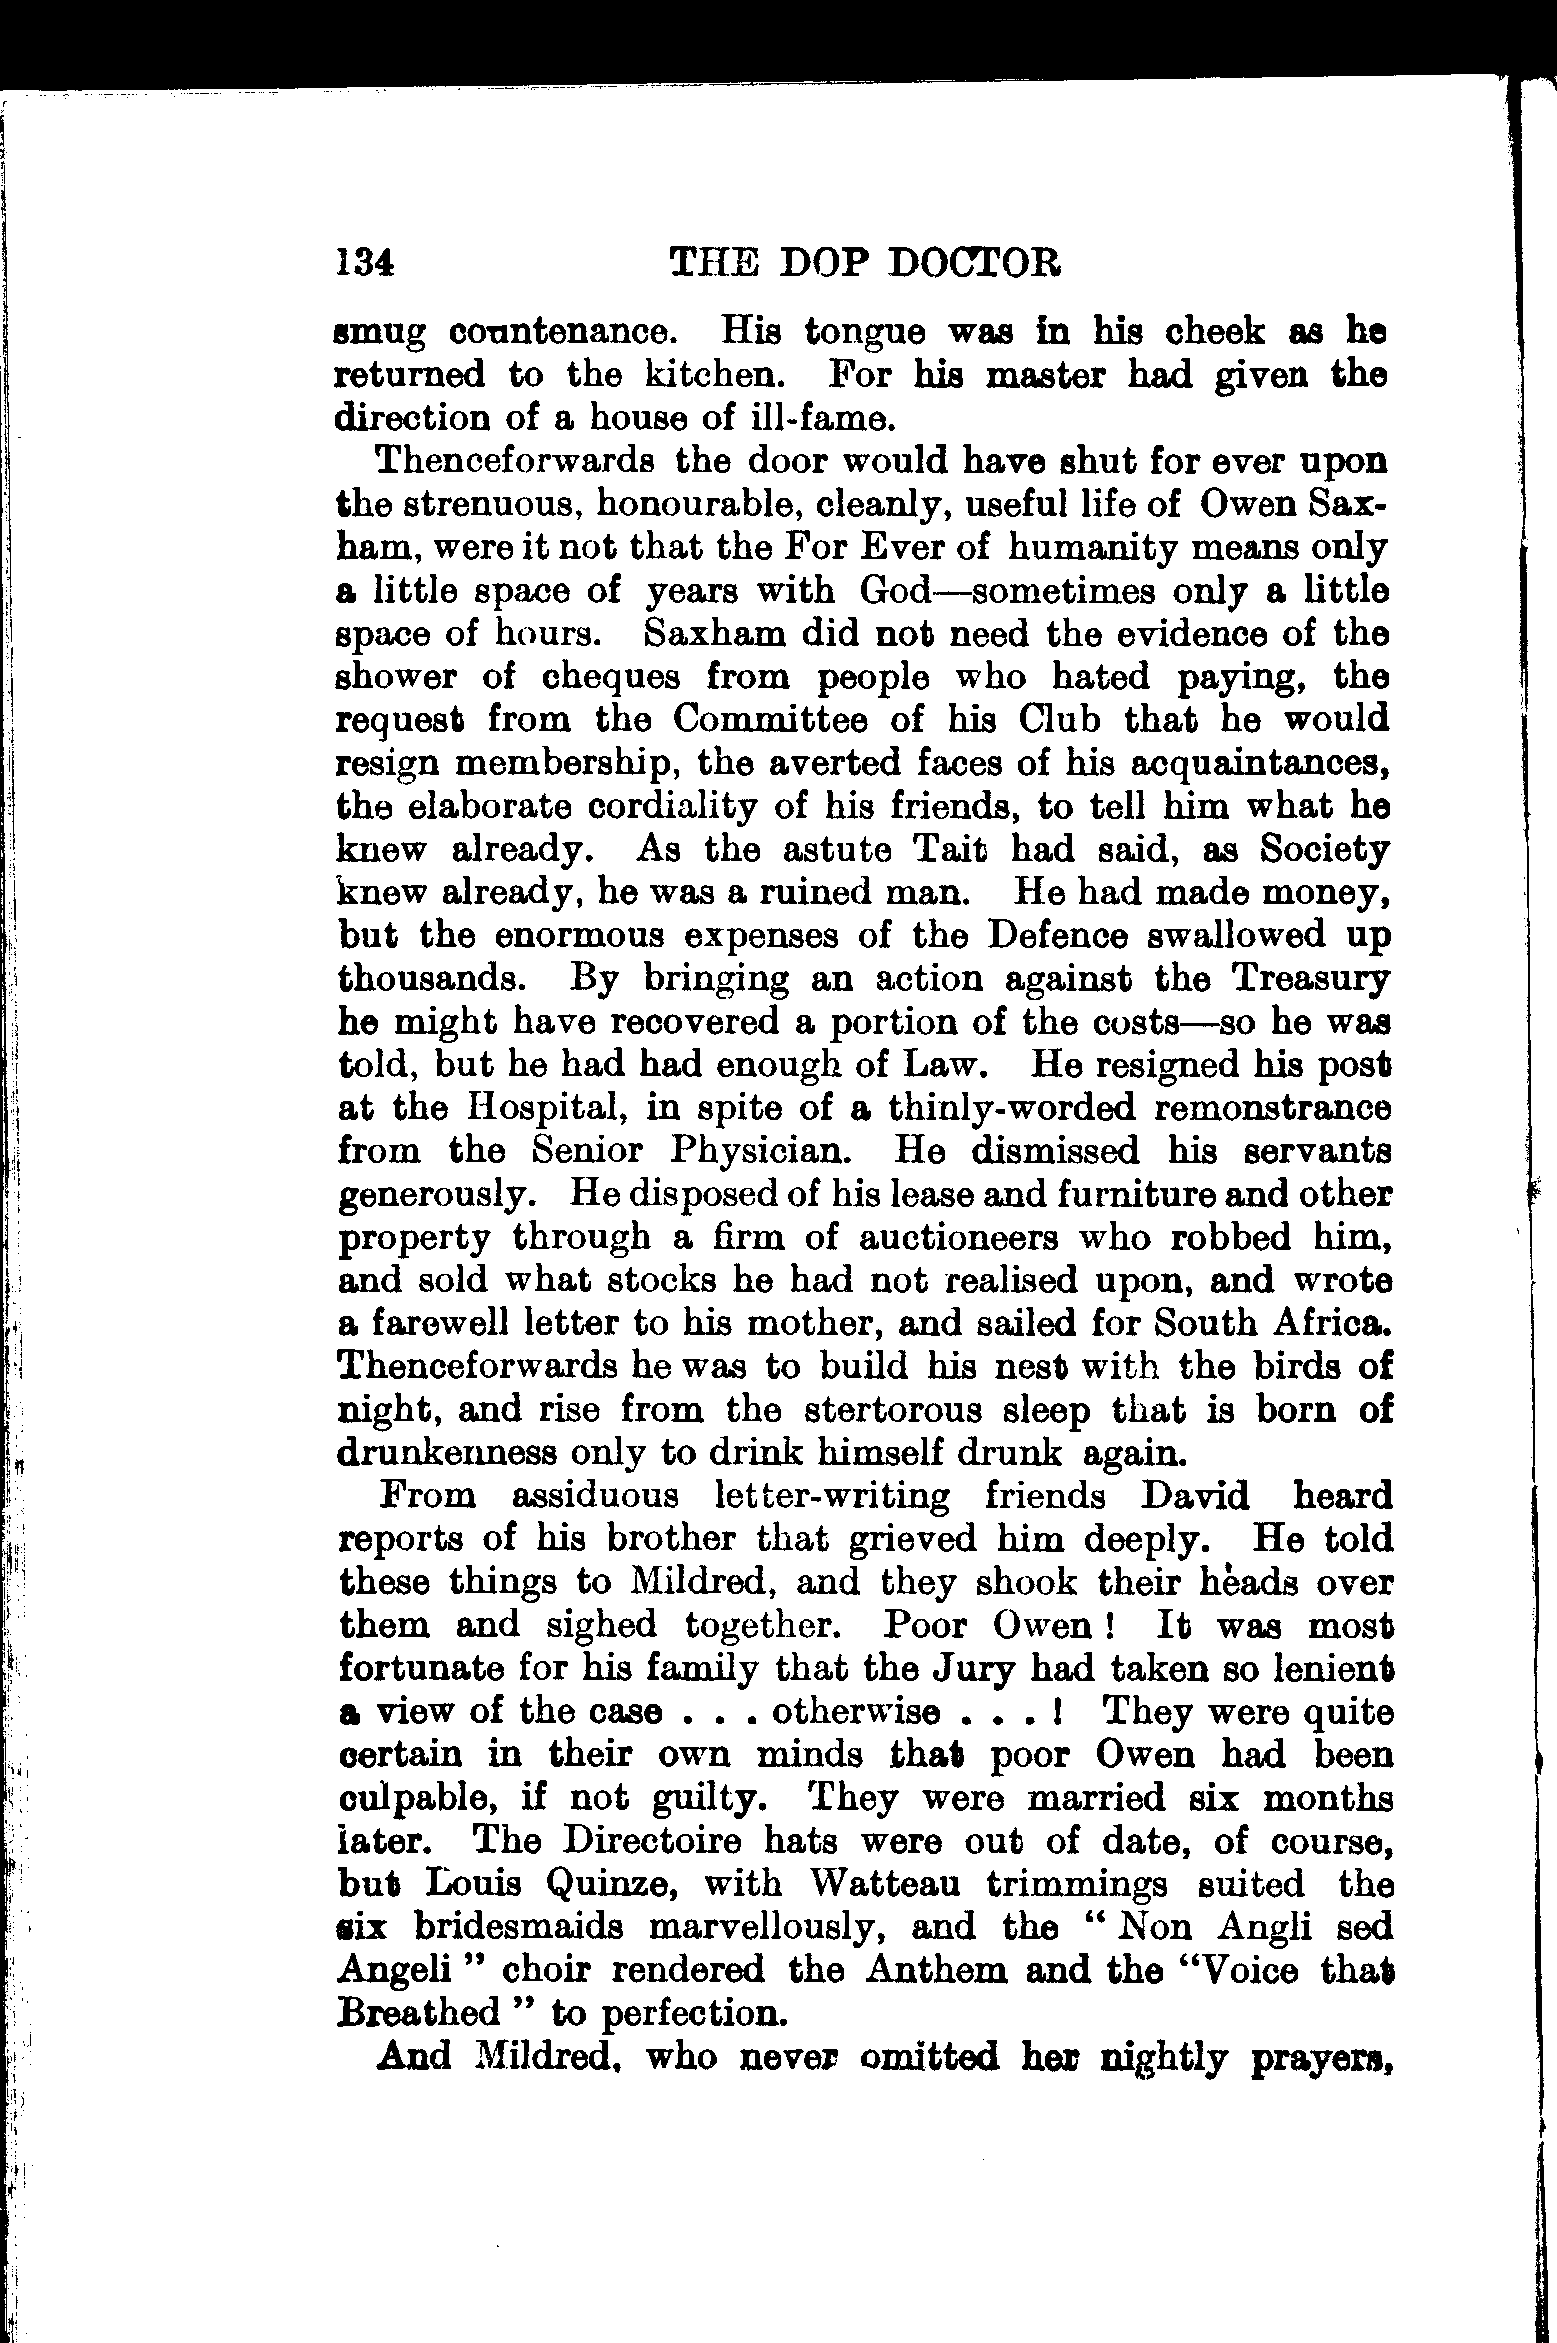 134 THE DOP DOCTOR
smug countenance. His tongue was in his cheek as he
returned to the kitchen. For his master had given the
direction of a house of ill-fame.
Thenceforwards the door would have shut for ever upon
the strenuous, honourable, cleanly, useful life of Owen Sax-
ham, were it not that the For Ever of humanity means only
a little space of years with God—sometimes only a little
space of hours. Saxham did not need the evidence of the
shower of cheques from people who hated paying, the
request from the Committee of his Club that he would
resign membership, the averted faces of his acquaintances,
the elaborate cordiality of his friends, to tell him what he
knew already. As the astute Tait had said, as Society
knew already, he was a ruined man. He had made money,
but the enormous expenses of the Defence swallowed up
thousands. By bringing an action against the Treasury
he might have recovered a portion of the costs—so he was
told, but he had had enough of Law. He resigned his post
at the Hospital, in spite of a thinly-worded remonstrance
from the Senior Physician. He dismissed his servants
generously. He disposed of his lease and furniture and other
property through a firm of auctioneers who robbed him,
and sold what stocks he had not realised upon, and wrote
a farewell letter to his mother, and sailed for South Africa.
Thenceforwards he was to build his nest with the birds of
night, and rise from the stertorous sleep that is born of
drunkenness only to drink himself drunk again.
From assiduous letter-writing friends David heard
reports of his brother that grieved him deeply. He told
these things to Mildred, and they shook their heads over
them and sighed together. Poor Owen! It was most
fortunate for his family that the Jury had taken so lenient
a view of the case . . . otherwise . . . ! They were quite
certain in their own minds that poor Owen had been
culpable, if not guilty. They were married six months
later. The Directoire hats were out of date, of course,
but Louis Quinze, with Watteau trimmings suited the
six bridesmaids marvellously, and the “ Non Angli sed
Angeli ” choir rendered the Anthem and the “Voice that
Breathed ” to perfection.
And Mildred, who never omitted her nightly prayers,